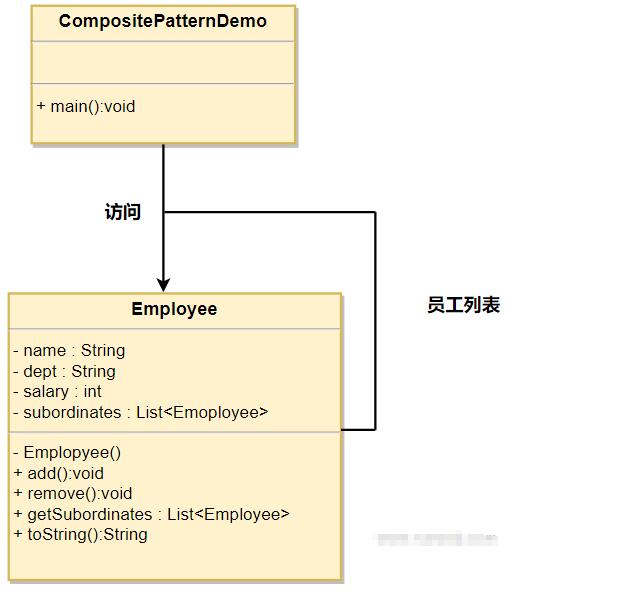 CompositePatternDemo
+ main():void
访问
员工列表
Employee
- name : String
- dept : String
- salary : int
- subordinates : List<Emoployee>
- Emplopyee()
+ add():void
+ remove():void
+ getSubordinates : List<Employee>
+ toString():String